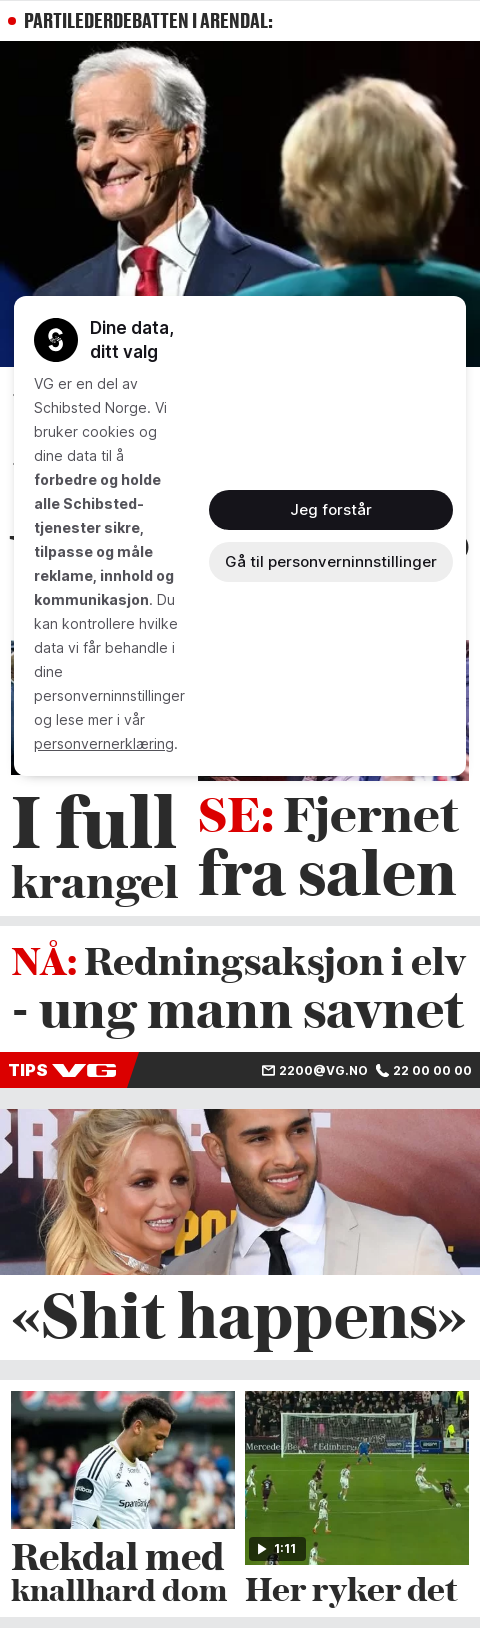 PARTILEDERDEBATTEN I ARENDAL:
Dine data,
ditt valg
VG er en del av
Schibsted Norge. Vi
bruker cookies og
dine data til å
forbedre og holde
alle Schibsted-
tjenester sikre,
tilpasse og måle
reklame, innhold og
kommunikasjon. Du
kan kontrollere hvilke
data vi får behandle i
dine
personverninnstillinger
og lese mer i vår
personvernerklæring.
Jeg forstår
Gå til personverninnstillinger
I full
krangel
SE: Fjernet
fra salen
NÅ: Redningsaksjon i elv
- ung mann savnet
TIPS VG
2200@VG.NO
22 00 00 00
«Shit happens»
Rekdal med
knallhard dom
1:11
Her ryker det